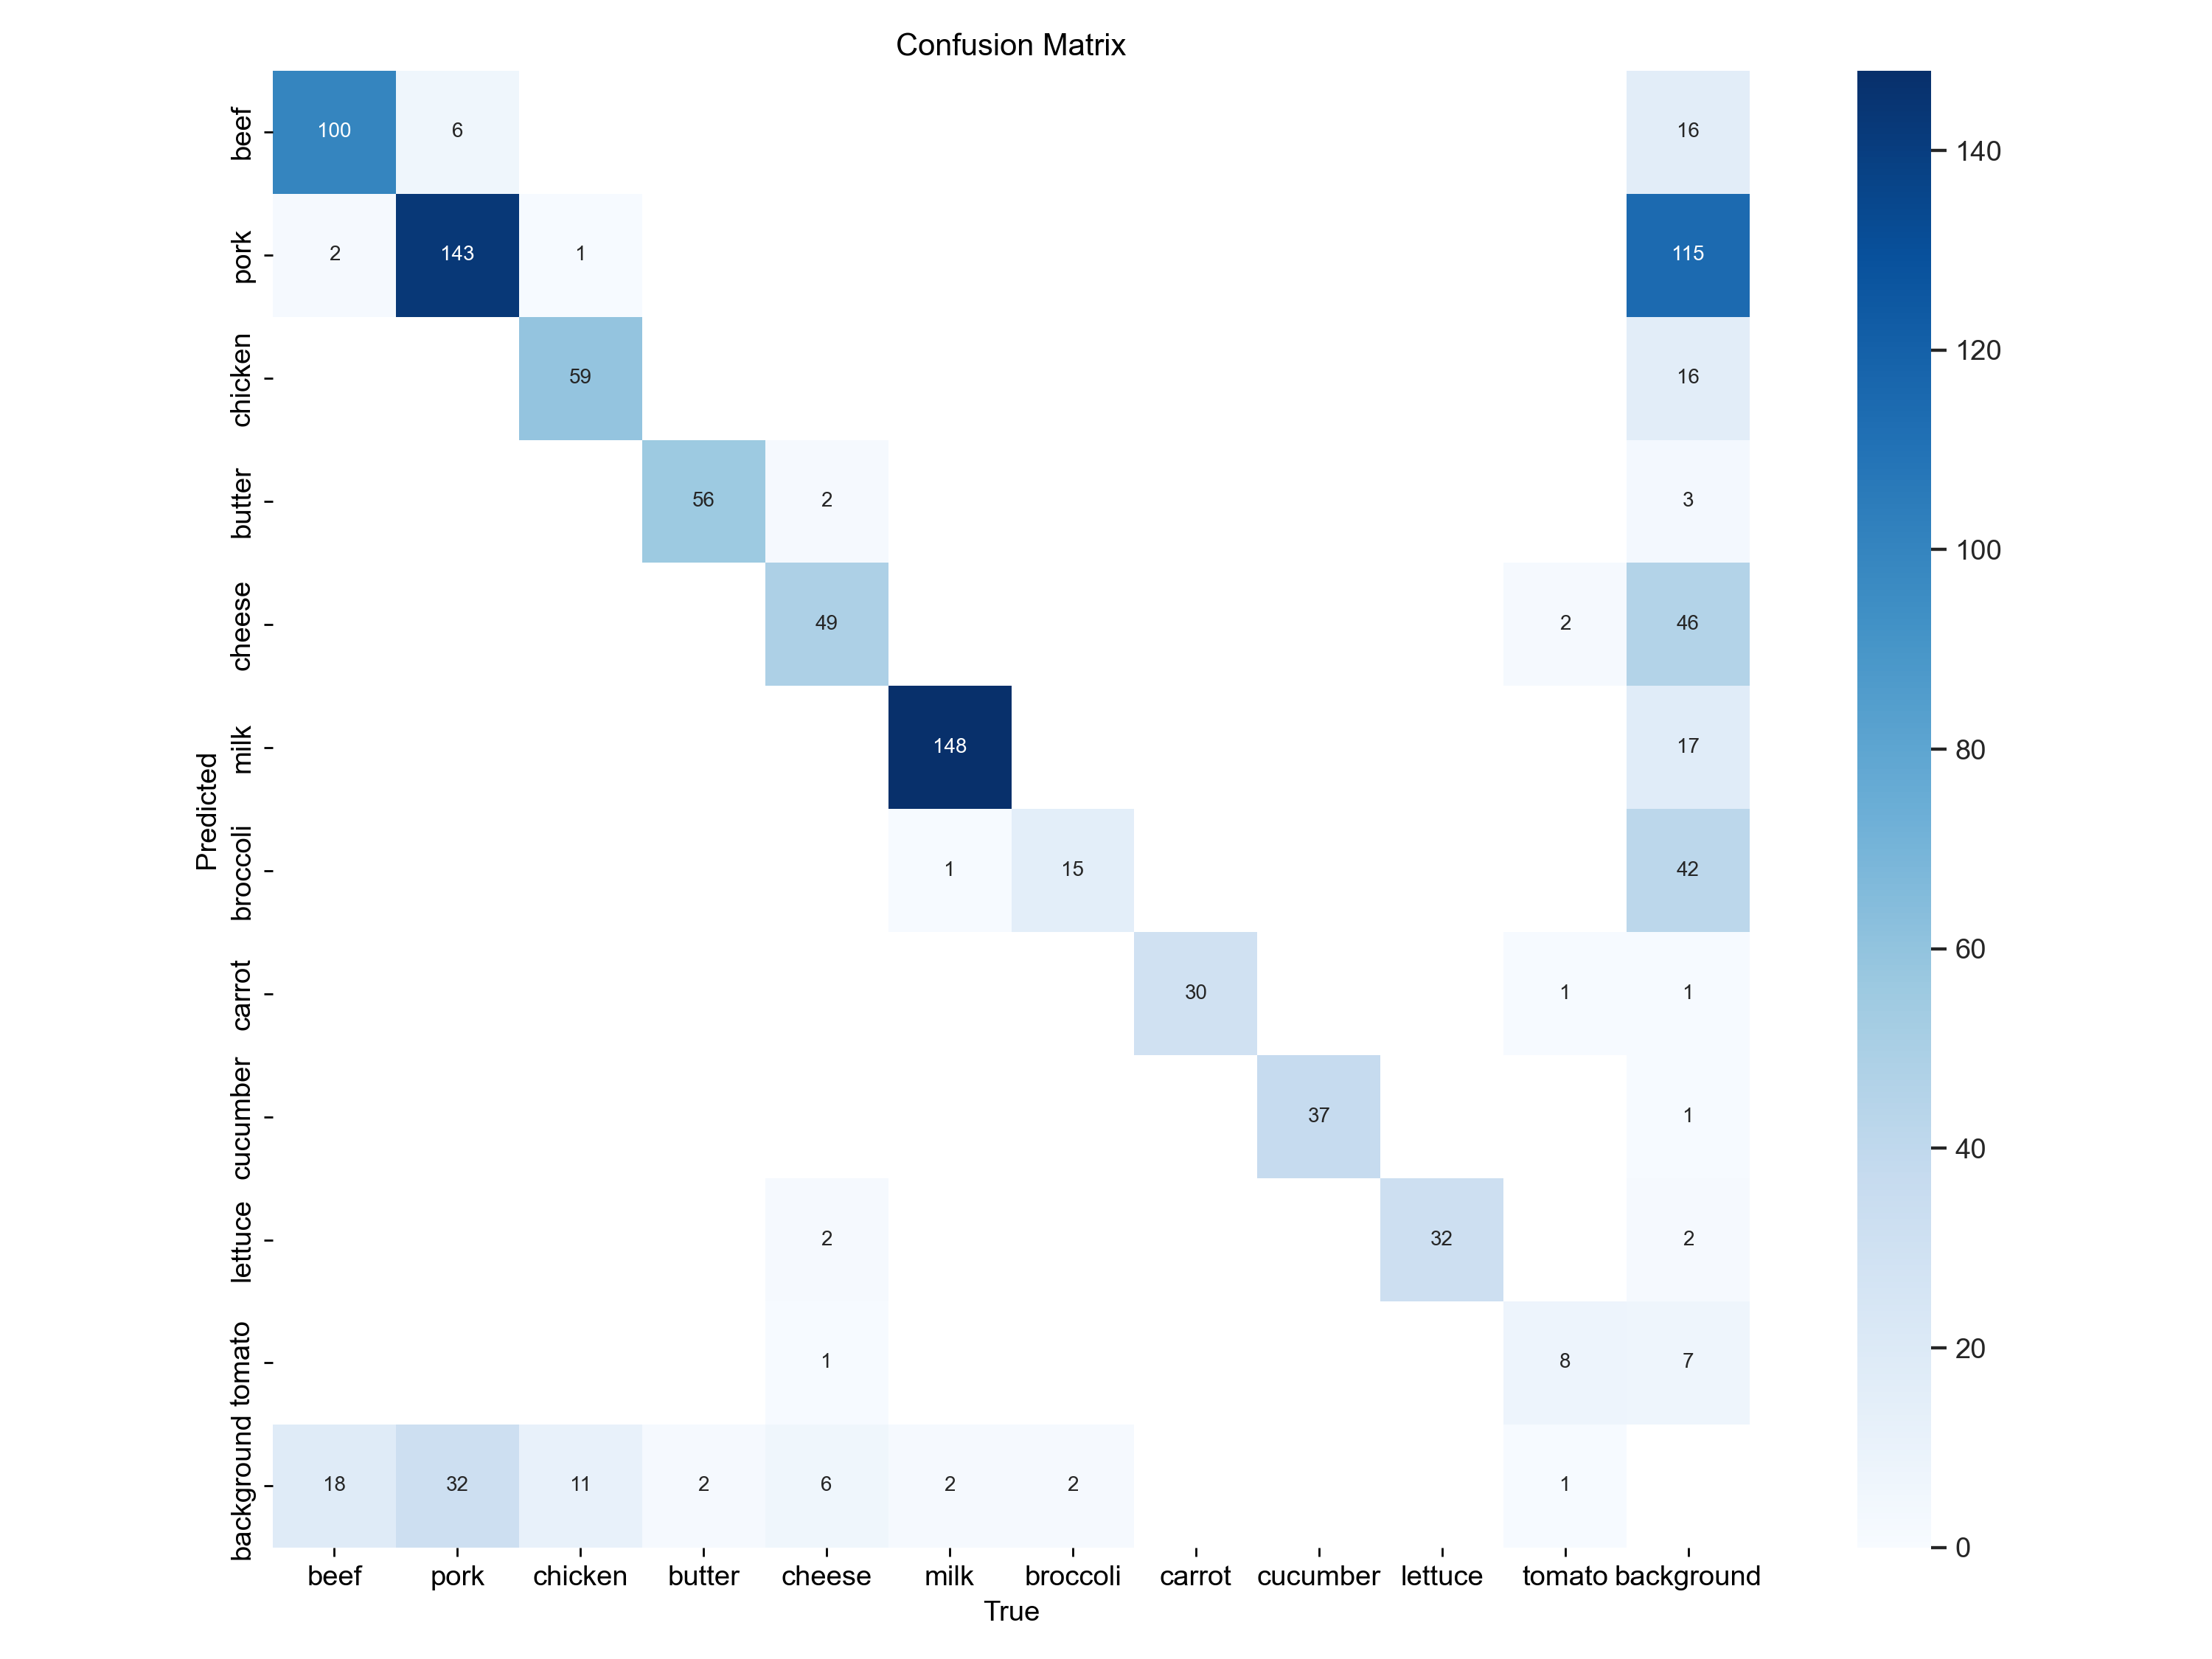 Confusion Matrix
beef 100 6 16
pork 2 143 1 115
chicken 59 16
butter 56 2 3
cheese 49 2 46
milk 148 17
broccoli 1 15 42
carrot 30 1 1
cucumber 37 1
lettuce 2 32 2
tomato 1 8 7
background 18 32 11 2 6 2 2 1
beef pork chicken butter cheese milk broccoli carrot cucumber lettuce tomato background
True
Predicted
140
120
100
80
60
40
20
0